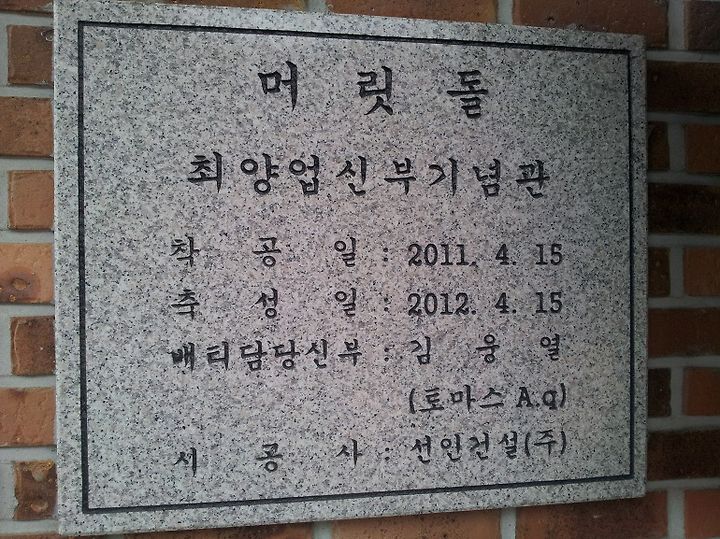 머릿돌
최양업신부기념관
착공일 : 2011. 4. 15
축성일 : 2012. 4. 15
배티담당신부 : 김웅열
(토마스 A.q)
시공사 : 선인건설(주)